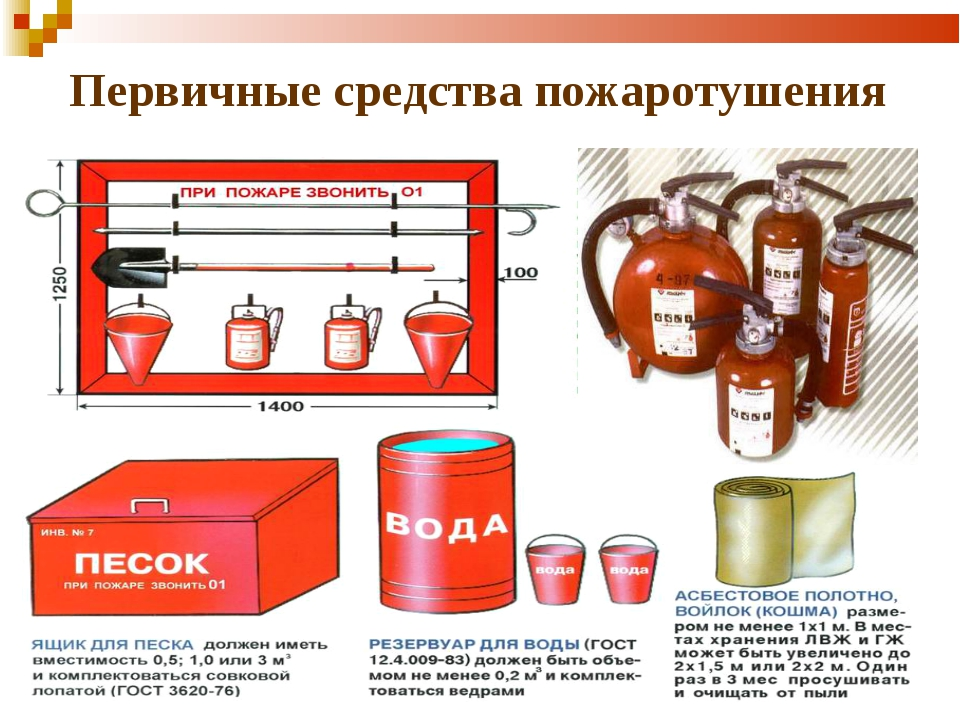 Первичные средства пожаротушения
ПРИ ПОЖАРЕ ЗВОНИТЬ 01
1250
100
1400
4-87
ИНВ. № 7
ПЕСОК
ПРИ ПОЖАРЕ ЗВОНИТЬ 01
ВОДА
вода
вода
ЯЩИК ДЛЯ ПЕСКА должен иметь
вместимость 0,5; 1,0 или 3 м³
и комплектоваться совковой
лопатой (ГОСТ 3620-76)
РЕЗЕРВУАР ДЛЯ ВОДЫ (ГОСТ
12.4.009-83) должен быть объе-
мом не менее 0,2 м³ и комплек-
товаться ведрами
АСБЕСТОВОЕ ПОЛОТНО,
ВОЙЛОК (КОШМА) разме-
ром не менее 1х1 м. В мес-
тах хранения ЛВЖ и ГЖ
может быть увеличено до
2х1,5 м или 2х2 м. Один
раз в 3 мес просушивать
и очищать от пыли